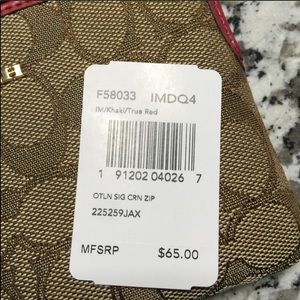 F58033 IMDQ4
IM/Khaki/True Red
1 91202 04026 7
OTLN SIG CRN ZIP
225259JAX
MFSRP $65.00
H